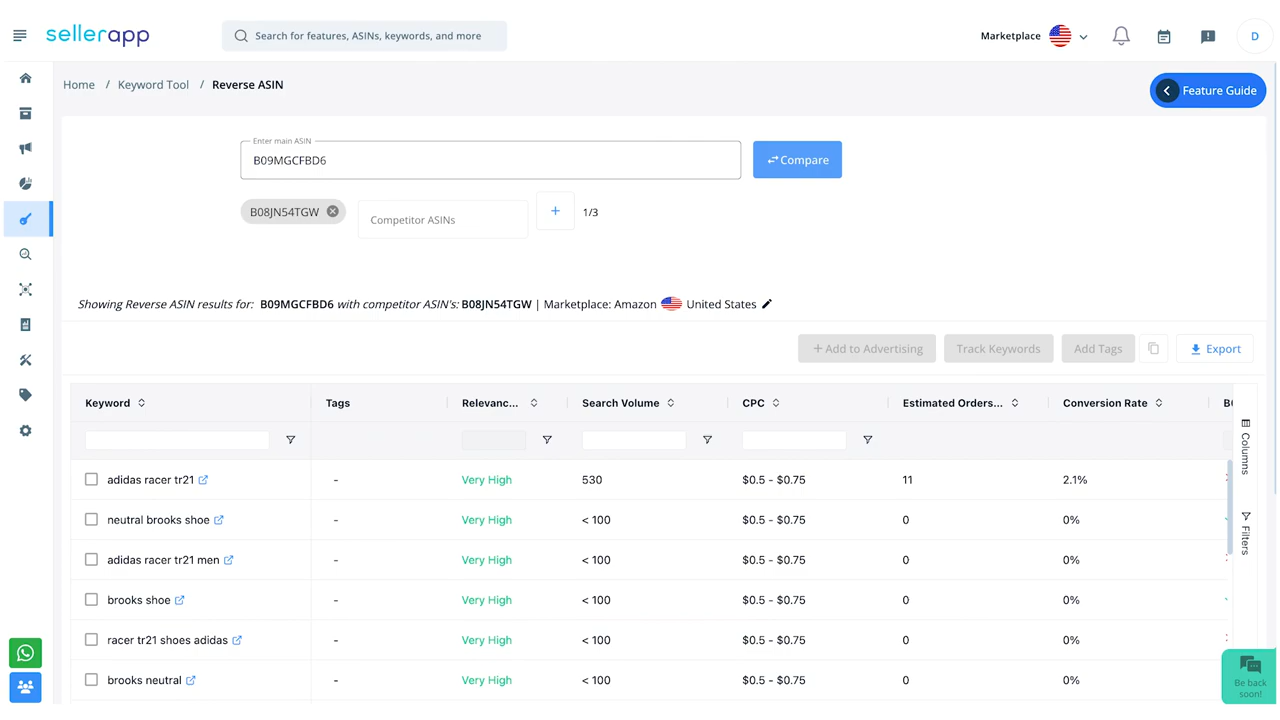 sellerapp
Search for features, ASINs, keywords, and more
Marketplace
D
Home / Keyword Tool / Reverse ASIN
Feature Guide
Enter main ASIN
B09MGCFBD6
Compare
B08JN54TGW
Competitor ASINs
+
1/3
Showing Reverse ASIN results for: B09MGCFBD6 with competitor ASIN's: B08JN54TGW | Marketplace: Amazon United States
+ Add to Advertising
Track Keywords
Add Tags
Export
Keyword Tags Relevanc... Search Volume CPC Estimated Orders... Conversion Rate
adidas racer tr21 - Very High 530 $0.5 - $0.75 11 2.1%
neutral brooks shoe - Very High < 100 $0.5 - $0.75 0 0%
adidas racer tr21 men - Very High < 100 $0.5 - $0.75 0 0%
brooks shoe - Very High < 100 $0.5 - $0.75 0 0%
racer tr21 shoes adidas - Very High < 100 $0.5 - $0.75 0 0%
brooks neutral - Very High < 100 $0.5 - $0.75 0 0%
Columns
Filters
Be back
soon!